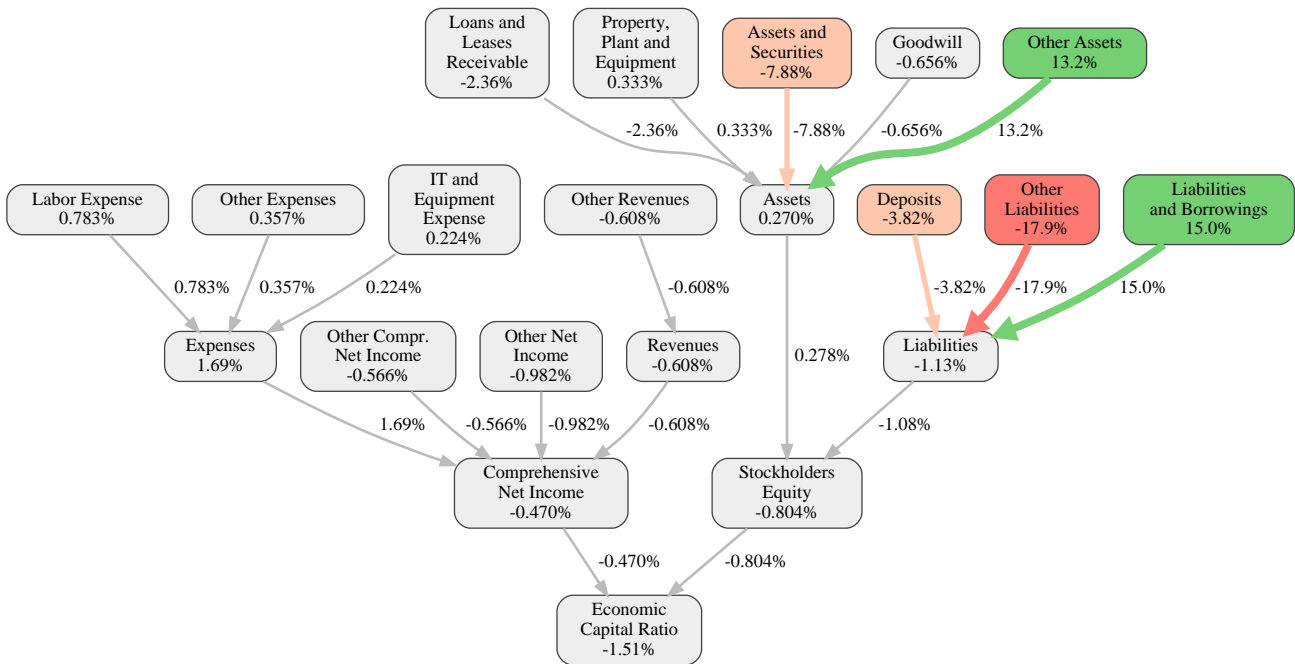 Loans and
Leases
Receivable
-2.36%
Property,
Plant and
Equipment
0.333%
Assets and
Securities
-7.88%
Goodwill
-0.656%
Other Assets
13.2%
-2.36%
0.333%
-7.88%
-0.656%
13.2%
Labor Expense
0.783%
Other Expenses
0.357%
IT and
Equipment
Expense
0.224%
Other Revenues
-0.608%
Assets
0.270%
Deposits
-3.82%
Other
Liabilities
-17.9%
Liabilities
and Borrowings
15.0%
0.783%
0.357%
0.224%
-0.608%
-3.82%
-17.9%
15.0%
Expenses
1.69%
Other Compr.
Net Income
-0.566%
Other Net
Income
-0.982%
Revenues
-0.608%
0.278%
Liabilities
-1.13%
1.69%
-0.566%
-0.982%
-0.608%
-1.08%
Comprehensive
Net Income
-0.470%
Stockholders
Equity
-0.804%
-0.470%
-0.804%
Economic
Capital Ratio
-1.51%